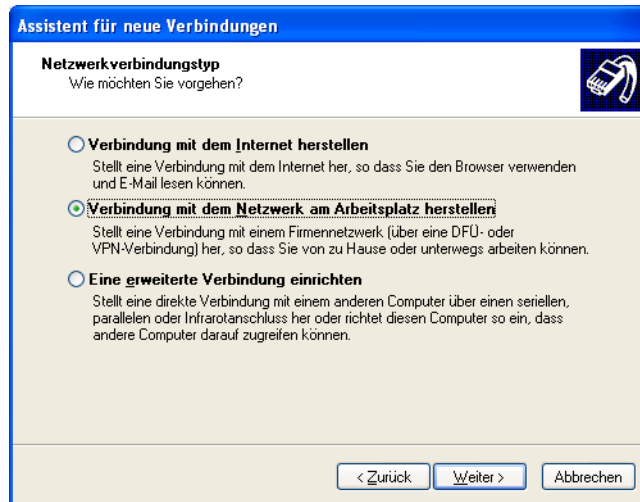 Assistent für neue Verbindungen
Netzwerkverbindungstyp
Wie möchten Sie vorgehen?
Verbindung mit dem Internet herstellen
Stellt eine Verbindung mit dem Internet her, so dass Sie den Browser verwenden
und E-Mail lesen können.
Verbindung mit dem Netzwerk am Arbeitsplatz herstellen
Stellt eine Verbindung mit einem Firmennetzwerk (über eine DFÜ- oder
VPN-Verbindung) her, so dass Sie von zu Hause oder unterwegs arbeiten können.
Eine erweiterte Verbindung einrichten
Stellt eine direkte Verbindung mit einem anderen Computer über einen seriellen,
parallelen oder Infrarotanschluss her oder richtet diesen Computer so ein, dass
andere Computer darauf zugreifen können.
< Zurück Weiter > Abbrechen